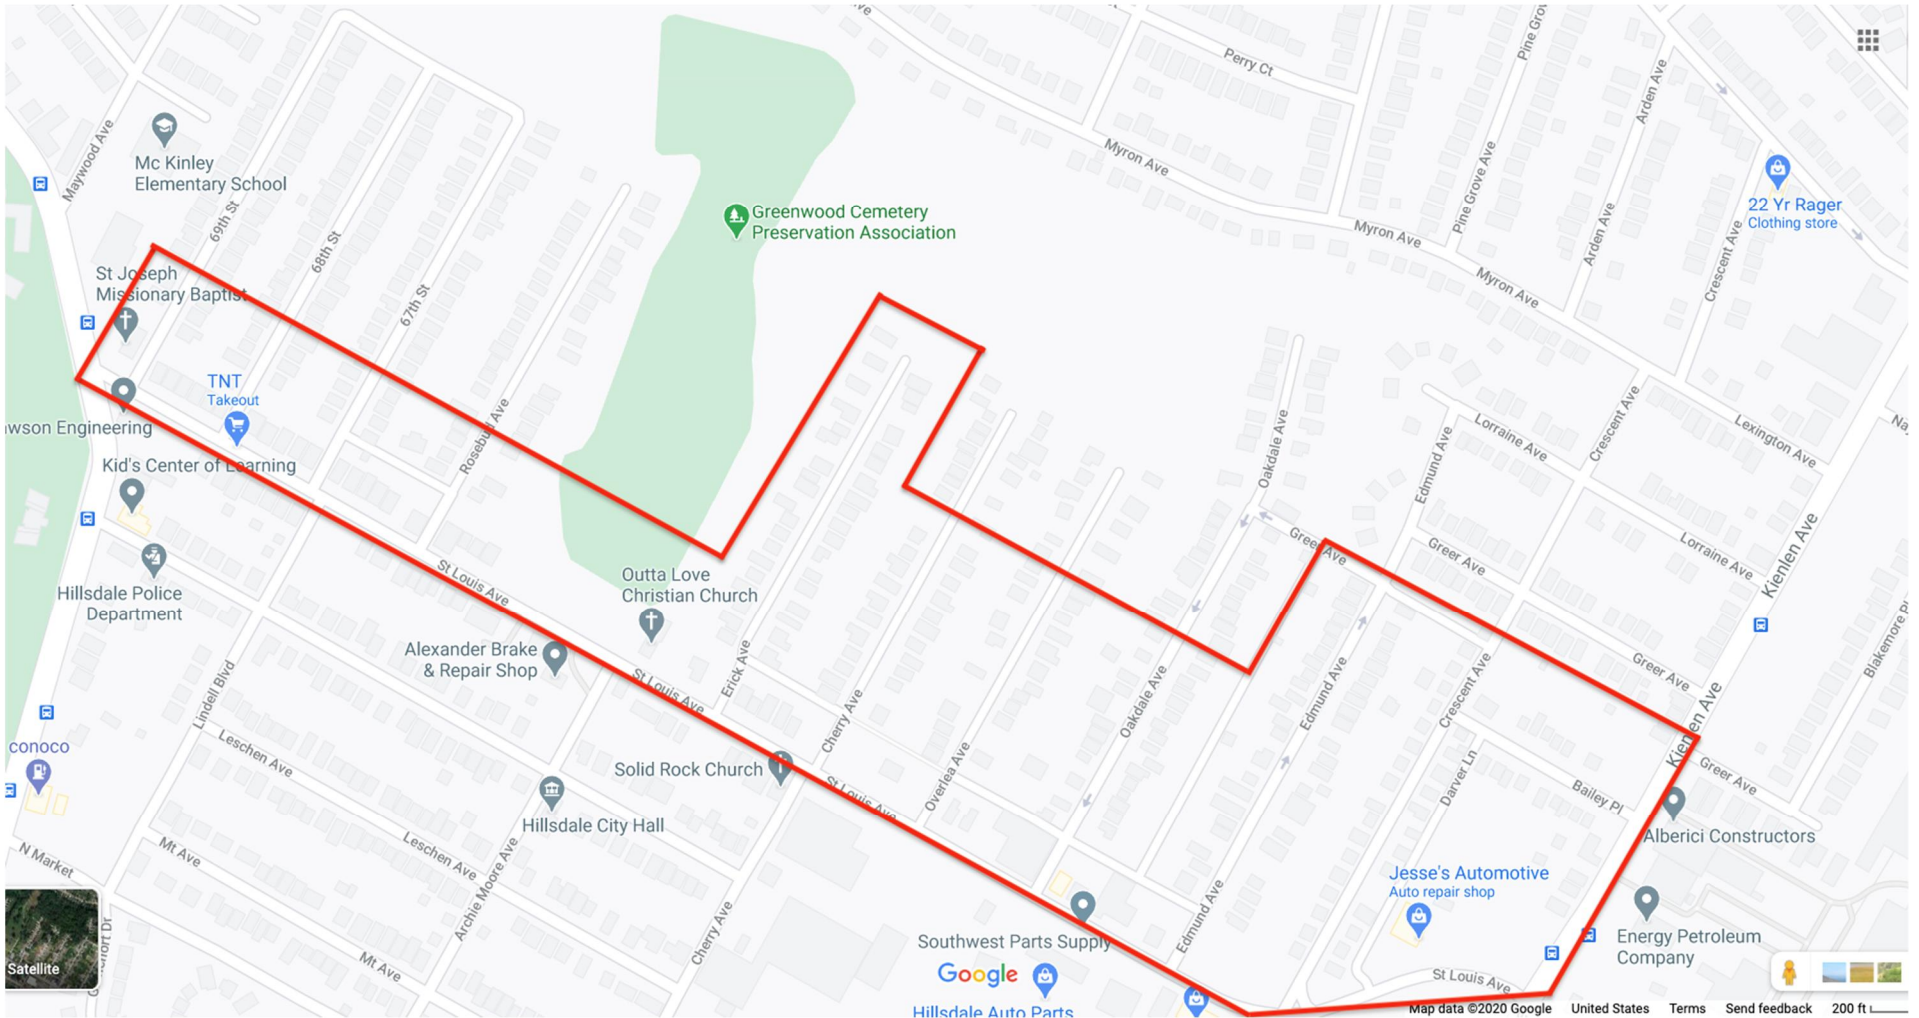 Perry Ct
Pine Grov
Arden Ave
Maywood Ave
Mc Kinley
Elementary School
Myron Ave
Pine Grove Ave
22 Yr Rager
Clothing store
69th St
68th St
67th St
Greenwood Cemetery
Preservation Association
Myron Ave
Arden Ave
Crescent Ave
Myron Ave
St Joseph
Missionary Baptist
TNT
Takeout
awson Engineering
Rosebud Ave
Kid's Center of Learning
Oakdale Ave
Edmund Ave
Lorraine Ave
Crescent Ave
Lexington Ave
Na
Greer Ave
Greer Ave
Lorraine Ave
Kienlen Ave
Hillsdale Police
Department
St Louis Ave
Outta Love
Christian Church
Alexander Brake
& Repair Shop
St Louis Ave
Erick Ave
Lindell Blvd
Cherry Ave
Oakdale Ave
Edmund Ave
Crescent Ave
Greer Ave
Kienlen Ave
Blakemore Pl
conoco
Leschen Ave
Solid Rock Church
St Louis Ave
Overlea Ave
Darver Ln
Bailey Pl
Greer Ave
Hillsdale City Hall
Alberici Constructors
N Market
Mt Ave
Leschen Ave
Archie Moore Ave
Jesse's Automotive
Auto repair shop
Cherry Ave
Edmund Ave
Southwest Parts Supply
Energy Petroleum
Company
Mt Ave
Satellite
Google
St Louis Ave
Hillsdale Auto Parts
Map data ©2020 Google United States Terms Send feedback 200 ft